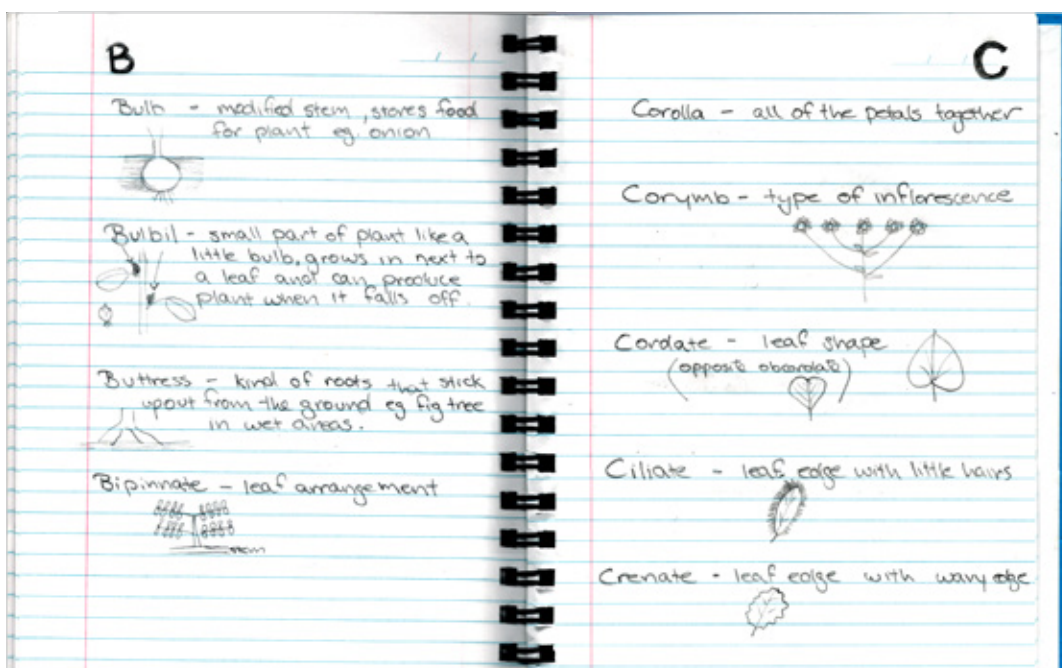 B
Bulb - modified stem, stores food
for plant eg. onion
Bulbil - small part of plant like a
little bulb, grows in next to
a leaf and can produce
plant when it falls off.
Buttress - kind of roots that stick
up out from the ground eg fig tree
in wet areas.
Bipinnate - leaf arrangement
stem
C
Corolla - all of the petals together
Corymb - type of inflorescence
Cordate - leaf shape
(opposite obcordate)
Ciliate - leaf edge with little hairs
Crenate - leaf edge with wavy edge